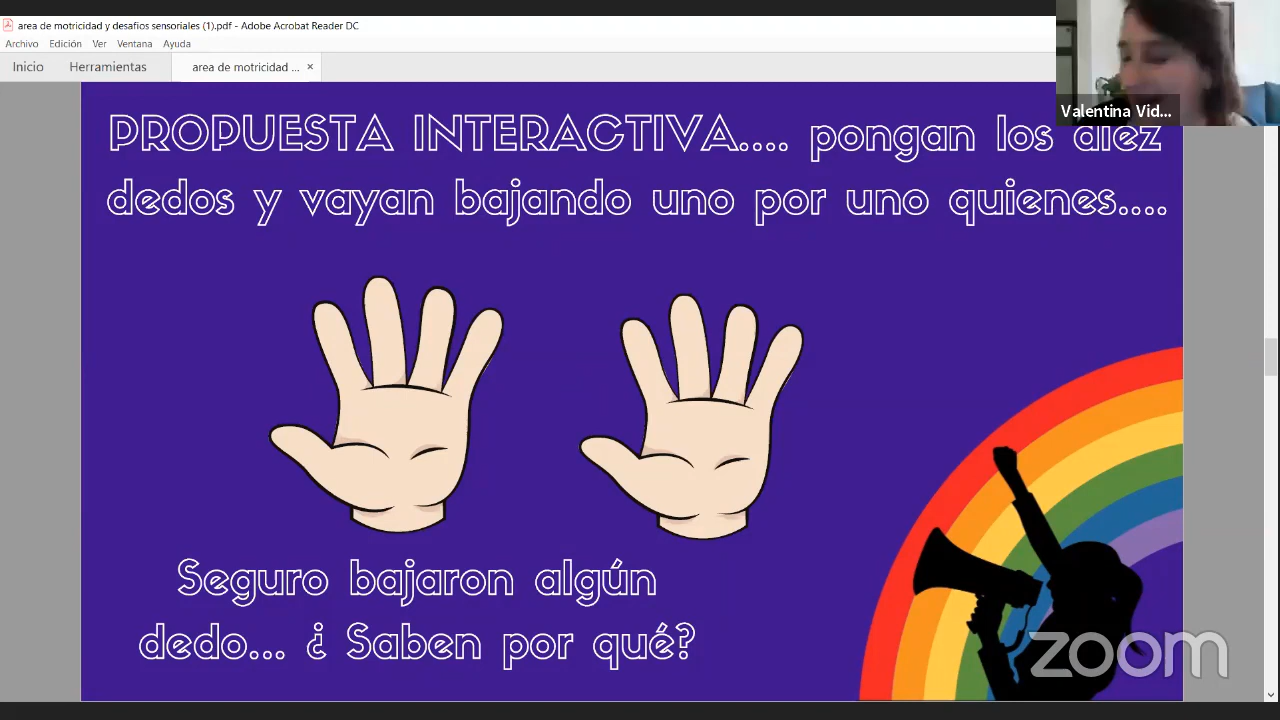 area de motricidad y desafios sensoriales (1).pdf - Adobe Acrobat Reader DC
Archivo Edición Ver Ventana Ayuda
Inicio Herramientas area de motricidad ... ×
Valentina Vid...
PROPUESTA INTERACTIVA.... pongan los diez
dedos y vayan bajando uno por uno quienes....
Seguro bajaron algún
dedo... ¿ Saben por qué?
zoom